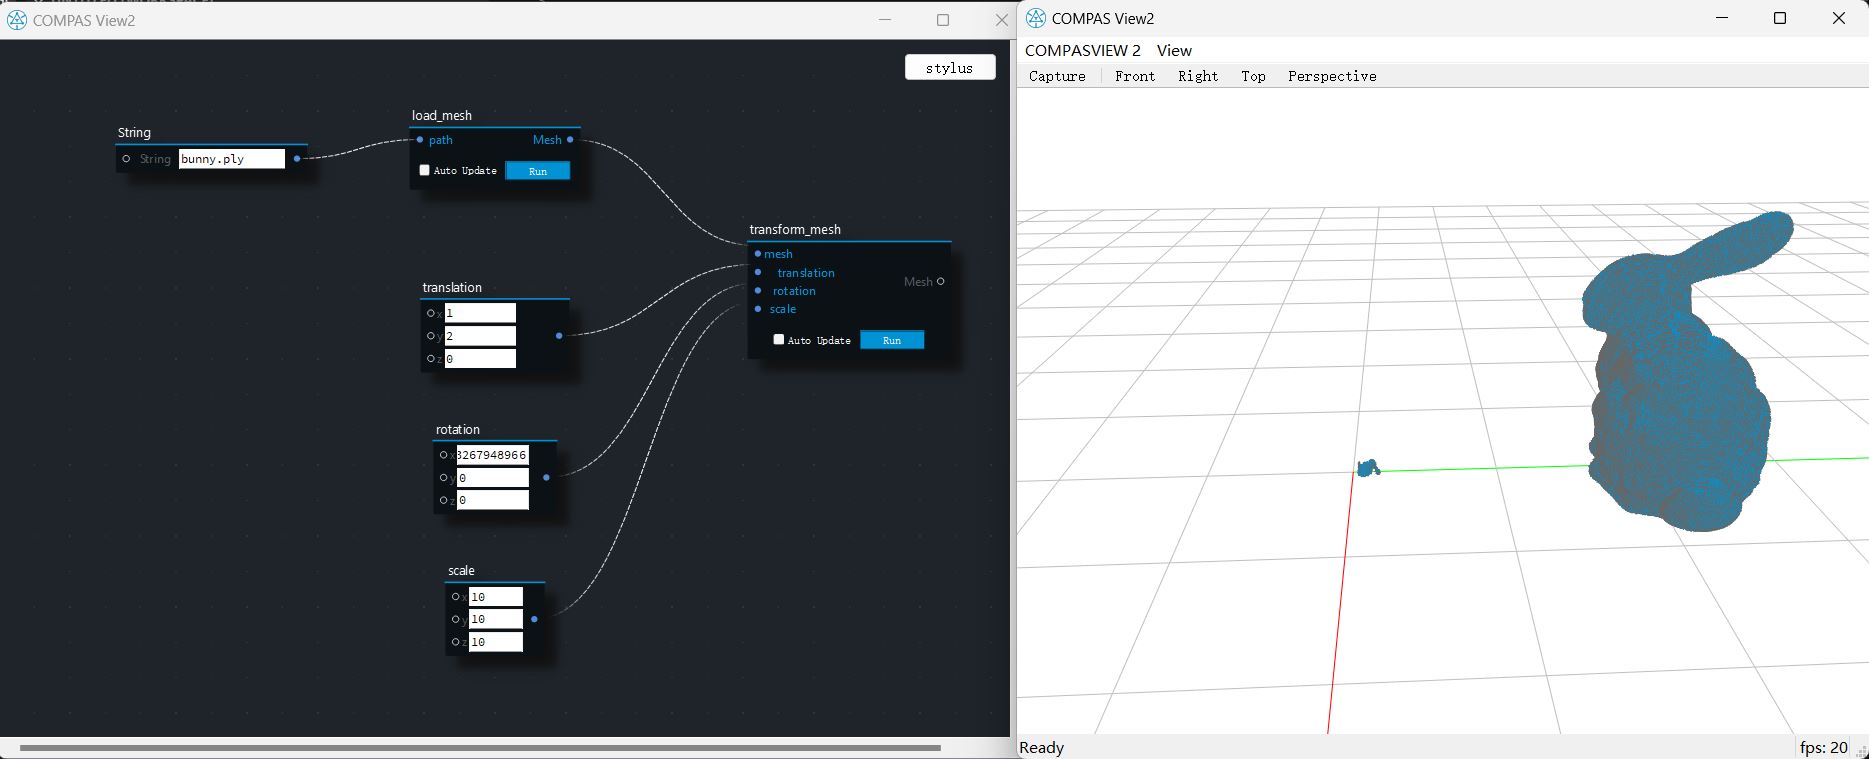 COMPAS View2
stylus
String
String bunny.ply
load_mesh
path Mesh
Auto Update Run
transform_mesh
mesh
translation
rotation
scale
Mesh
Auto Update Run
translation
x 1
y 2
z 0
rotation
x 3267948966
y 0
z 0
scale
x 10
y 10
z 10
COMPAS View2
COMPASVIEW 2 View
Capture Front Right Top Perspective
Ready
fps: 20